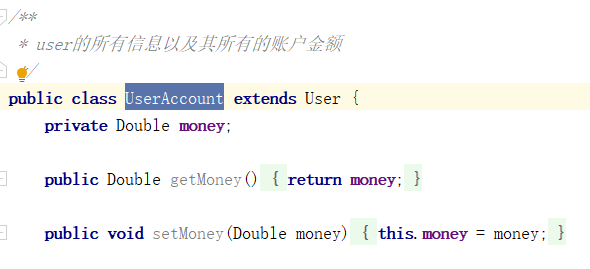 /**
 * user的所有信息以及其所有的账户金额
 */
public class UserAccount extends User {
    private Double money;
    public Double getMoney() { return money; }
    public void setMoney(Double money) { this.money = money; }